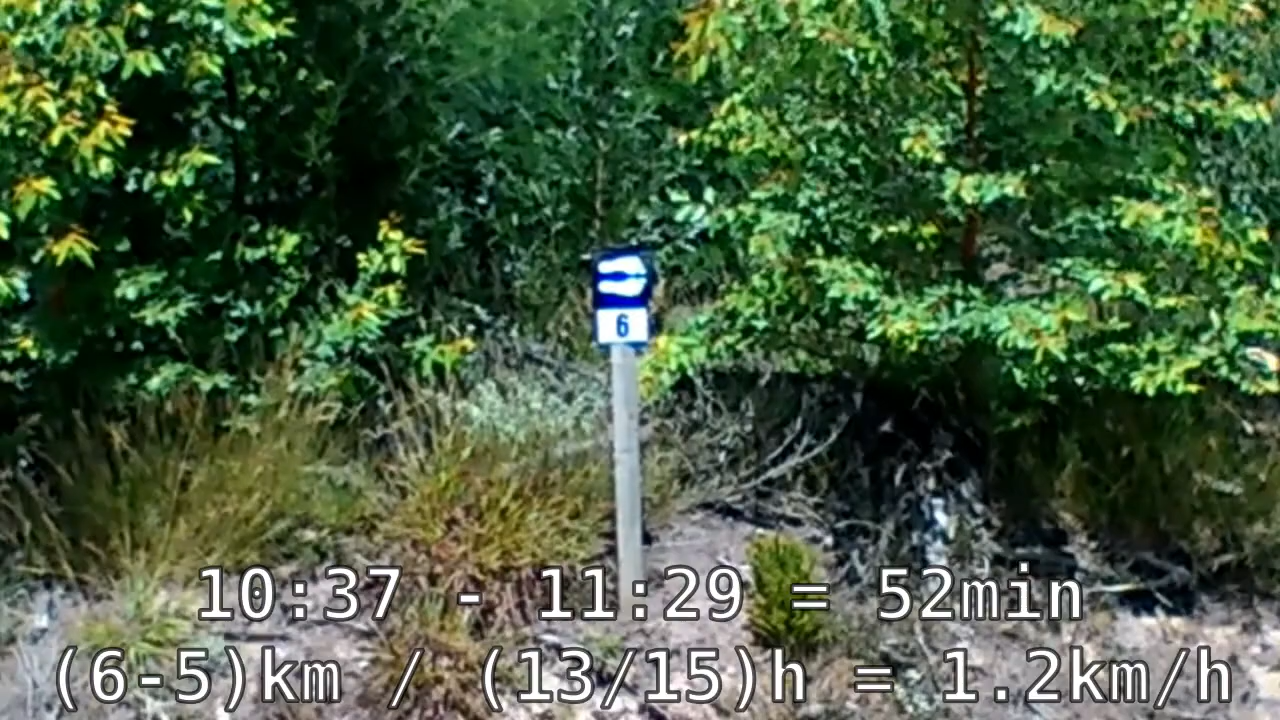 6
10:37 - 11:29 = 52min
(6-5)km / (13/15)h = 1.2km/h